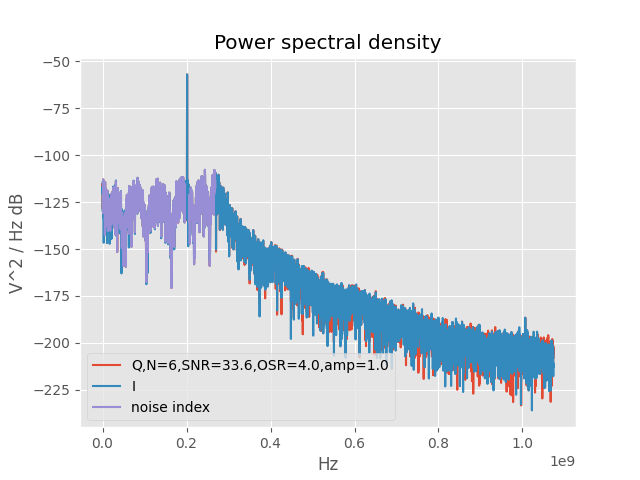 Power spectral density
−50
−75
−100
−125
−150
−175
−200
−225
V^2 / Hz dB
Q,N=6,SNR=33.6,OSR=4.0,amp=1.0
I
noise index
0.0 0.2 0.4 0.6 0.8 1.0
1e9
Hz